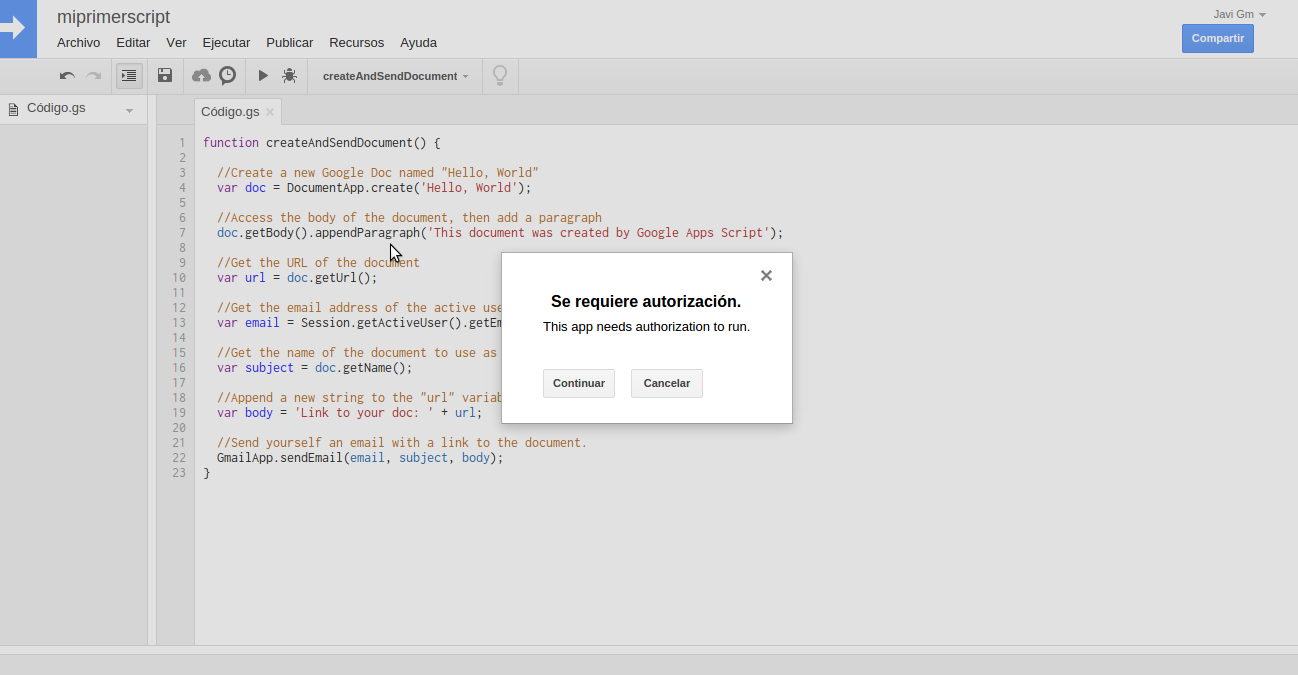 miprimerscript
Javi Gm
Archivo Editar Ver Ejecutar Publicar Recursos Ayuda
Compartir
createAndSendDocument
Código.gs
Código.gs
1 function createAndSendDocument() {
2
3 //Create a new Google Doc named "Hello, World"
4 var doc = DocumentApp.create('Hello, World');
5
6 //Access the body of the document, then add a paragraph
7 doc.getBody().appendParagraph('This document was created by Google Apps Script');
8
9 //Get the URL of the document
10 var url = doc.getUrl();
11
12 //Get the email address of the active use
13 var email = Session.getActiveUser().getEm
14
15 //Get the name of the document to use as
16 var subject = doc.getName();
17
18 //Append a new string to the "url" variab
19 var body = 'Link to your doc: ' + url;
20
21 //Send yourself an email with a link to the document.
22 GmailApp.sendEmail(email, subject, body);
23 }
Se requiere autorización.
This app needs authorization to run.
Continuar Cancelar